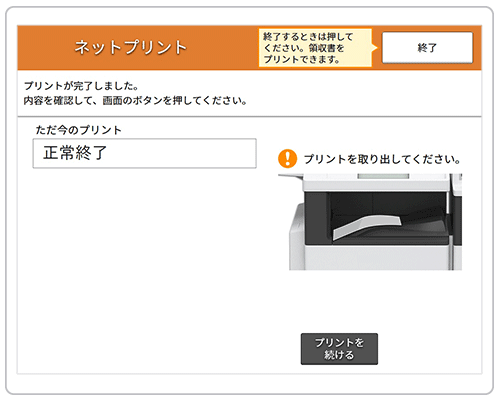 ネットプリント
終了するときは押して
ください。領収書を
プリントできます。
終了
プリントが完了しました。
内容を確認して、画面のボタンを押してください。
ただ今のプリント
正常終了
! プリントを取り出してください。
プリントを
続ける